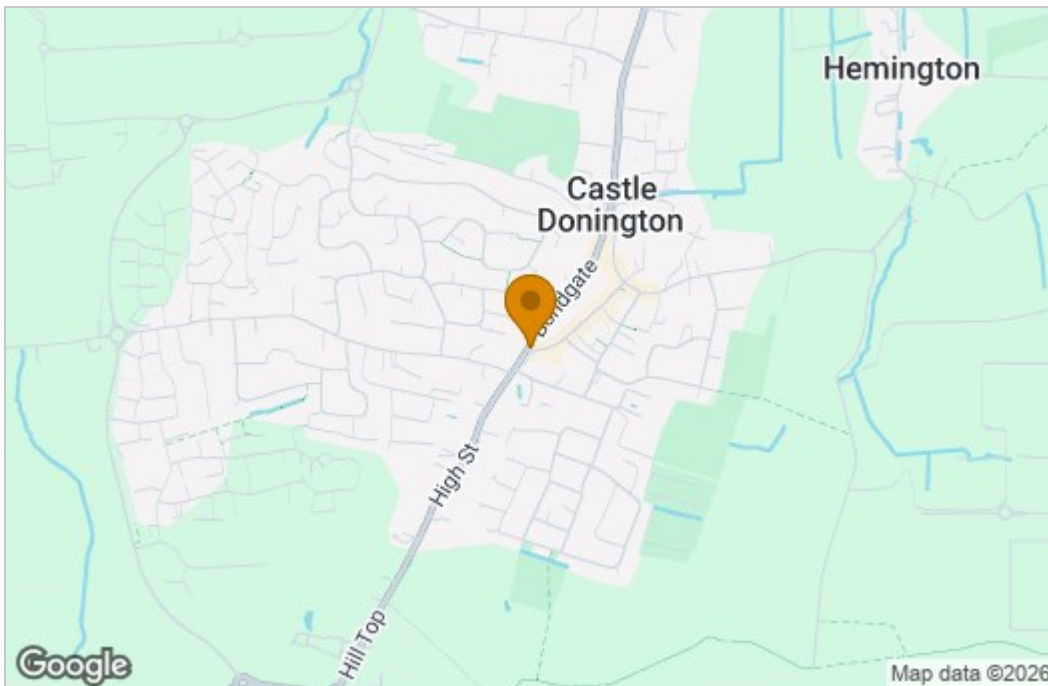 Hemington
Castle
Donington
Bondgate
High St
Hill Top
Google
Map data ©2026